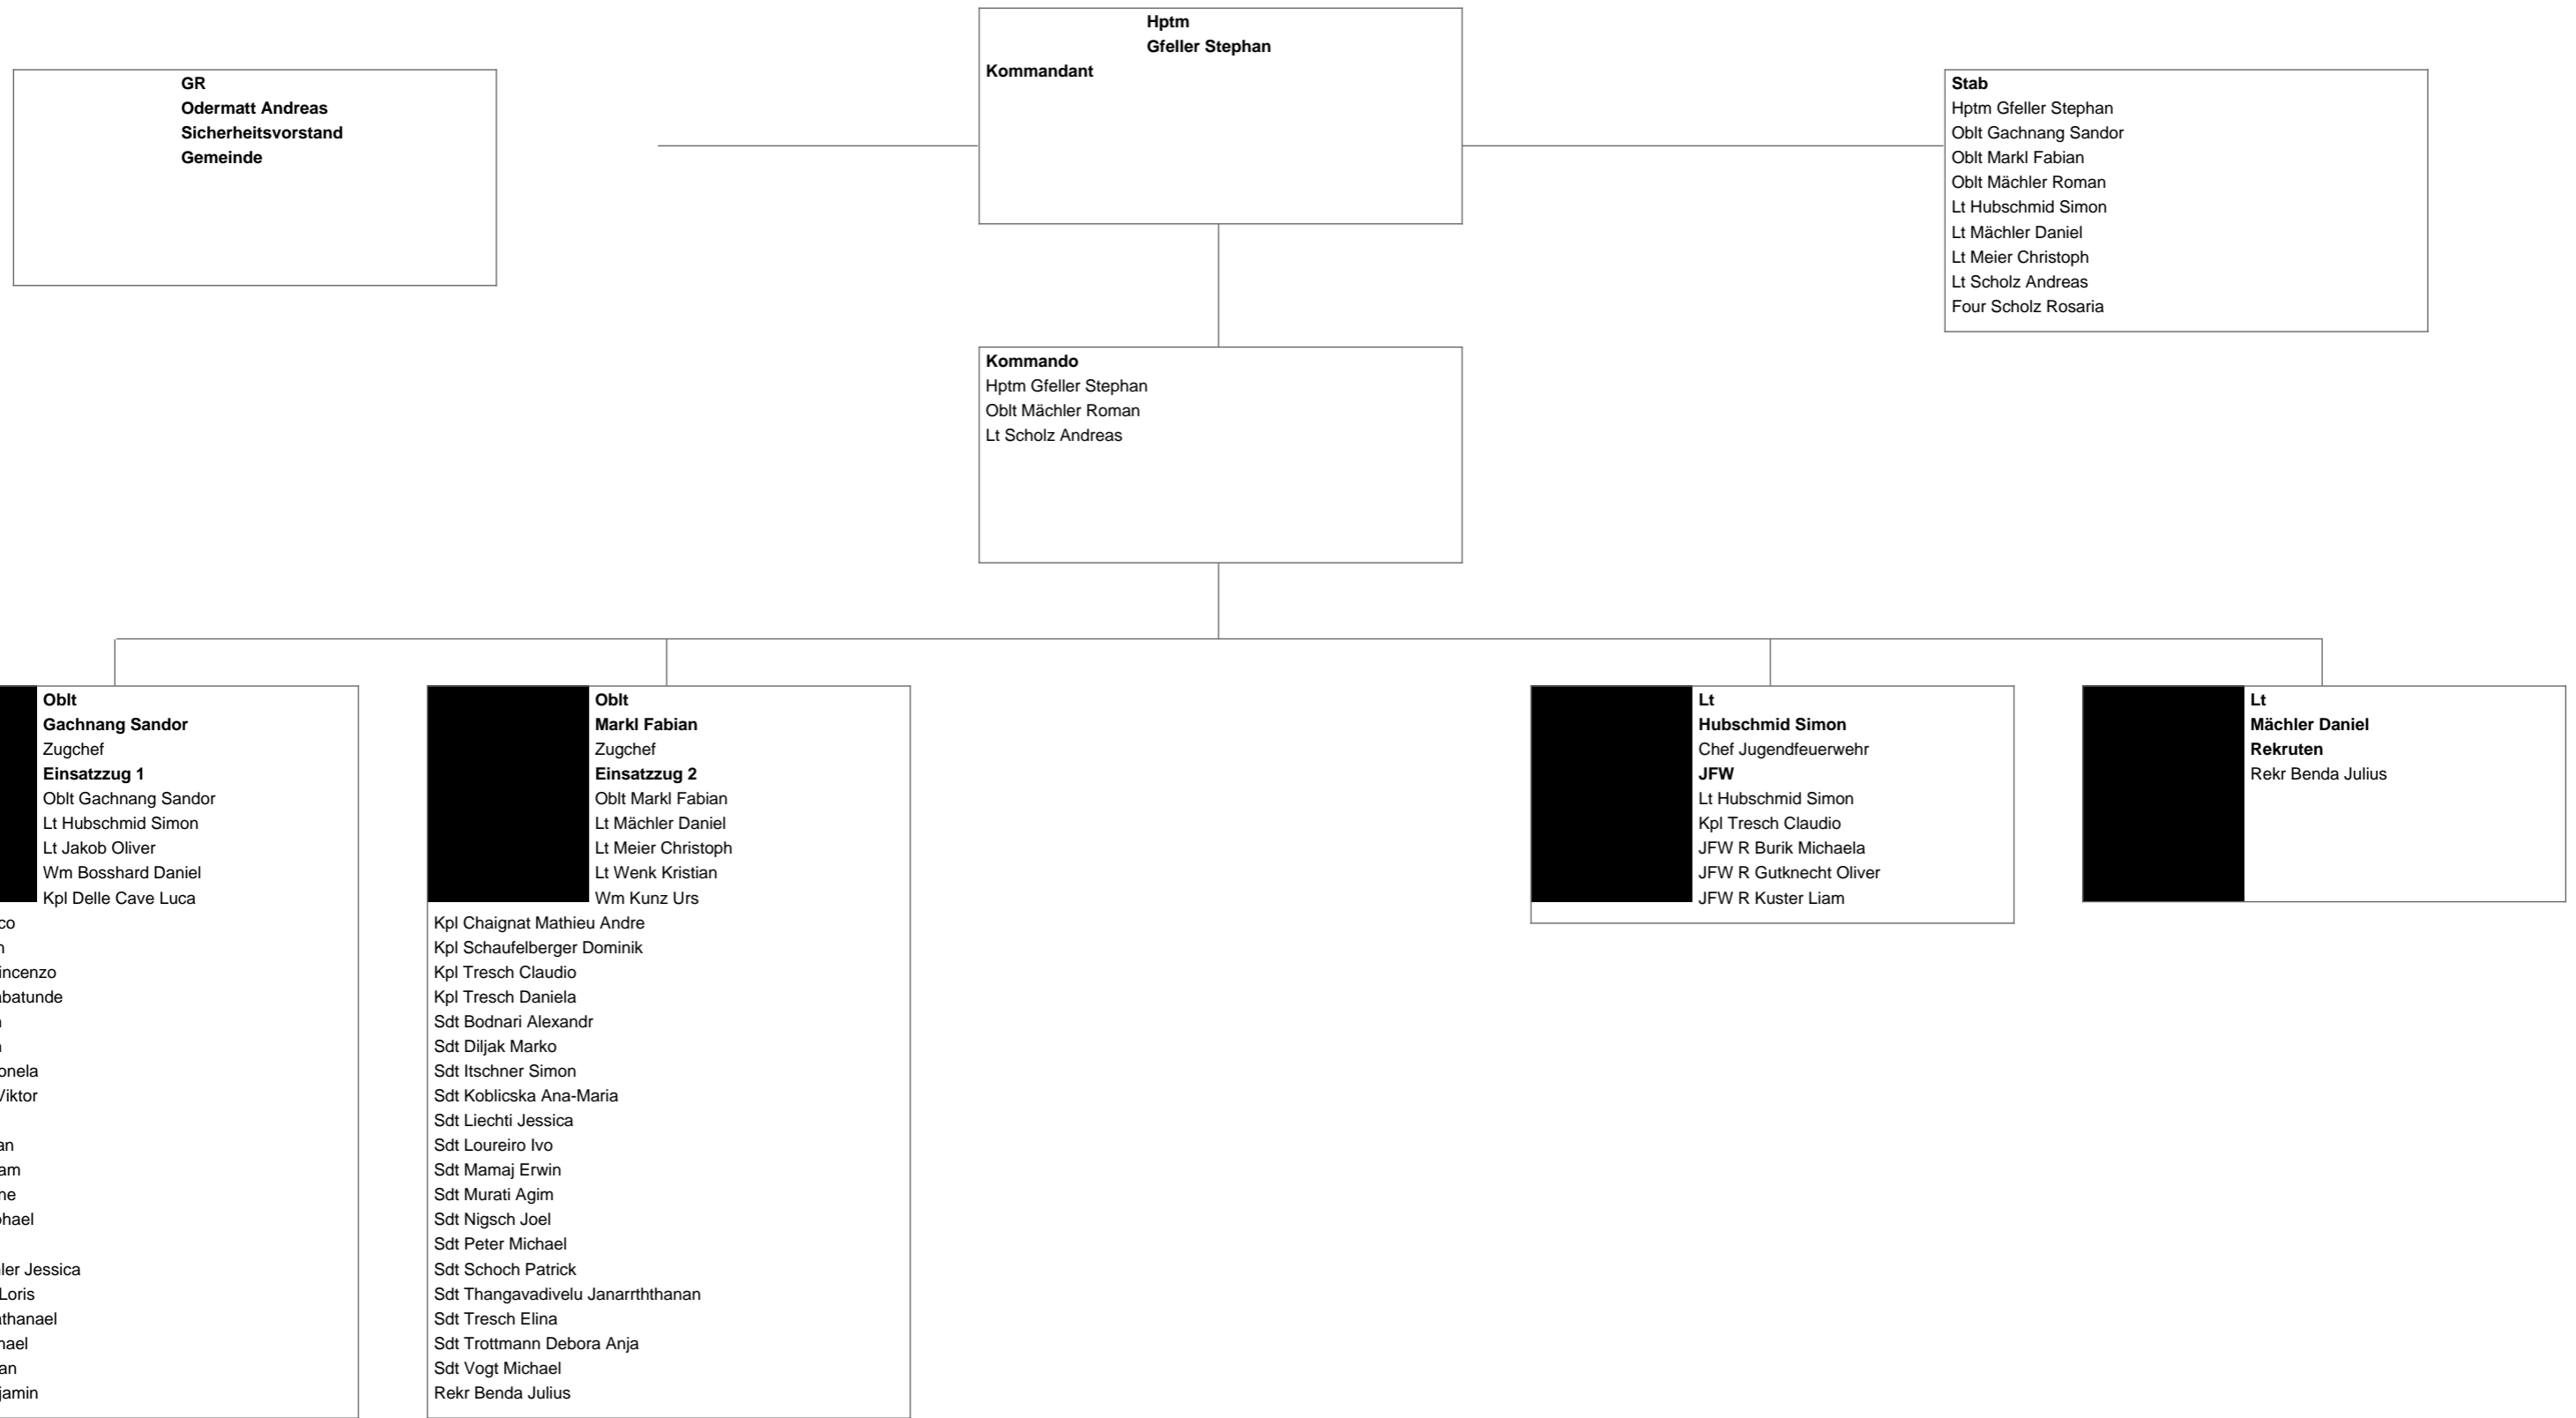 Hptm
Gfeller Stephan
Kommandant
GR
Odermatt Andreas
Sicherheitsvorstand
Gemeinde
Stab
Hptm Gfeller Stephan
Oblt Gachnang Sandor
Oblt Markl Fabian
Oblt Mächler Roman
Lt Hubschmid Simon
Lt Mächler Daniel
Lt Meier Christoph
Lt Scholz Andreas
Four Scholz Rosaria
Kommando
Hptm Gfeller Stephan
Oblt Mächler Roman
Lt Scholz Andreas
Oblt
Gachnang Sandor
Zugchef
Einsatzzug 1
Oblt Gachnang Sandor
Lt Hubschmid Simon
Lt Jakob Oliver
Wm Bosshard Daniel
Kpl Delle Cave Luca
Jessica
Loris
Oblt
Markl Fabian
Zugchef
Einsatzzug 2
Oblt Markl Fabian
Lt Mächler Daniel
Lt Meier Christoph
Lt Wenk Kristian
Wm Kunz Urs
Kpl Chaignat Mathieu Andre
Kpl Schaufelberger Dominik
Kpl Tresch Claudio
Kpl Tresch Daniela
Sdt Bodnari Alexandr
Sdt Diljak Marko
Sdt Itschner Simon
Sdt Koblicska Ana-Maria
Sdt Liechti Jessica
Sdt Loureiro Ivo
Sdt Mamaj Erwin
Sdt Murati Agim
Sdt Nigsch Joel
Sdt Peter Michael
Sdt Schoch Patrick
Sdt Thangavadivelu Janarrththanan
Sdt Tresch Elina
Sdt Trottmann Debora Anja
Sdt Vogt Michael
Rekr Benda Julius
Lt
Hubschmid Simon
Chef Jugendfeuerwehr
JFW
Lt Hubschmid Simon
Kpl Tresch Claudio
JFW R Burik Michaela
JFW R Gutknecht Oliver
JFW R Kuster Liam
Lt
Mächler Daniel
Rekruten
Rekr Benda Julius